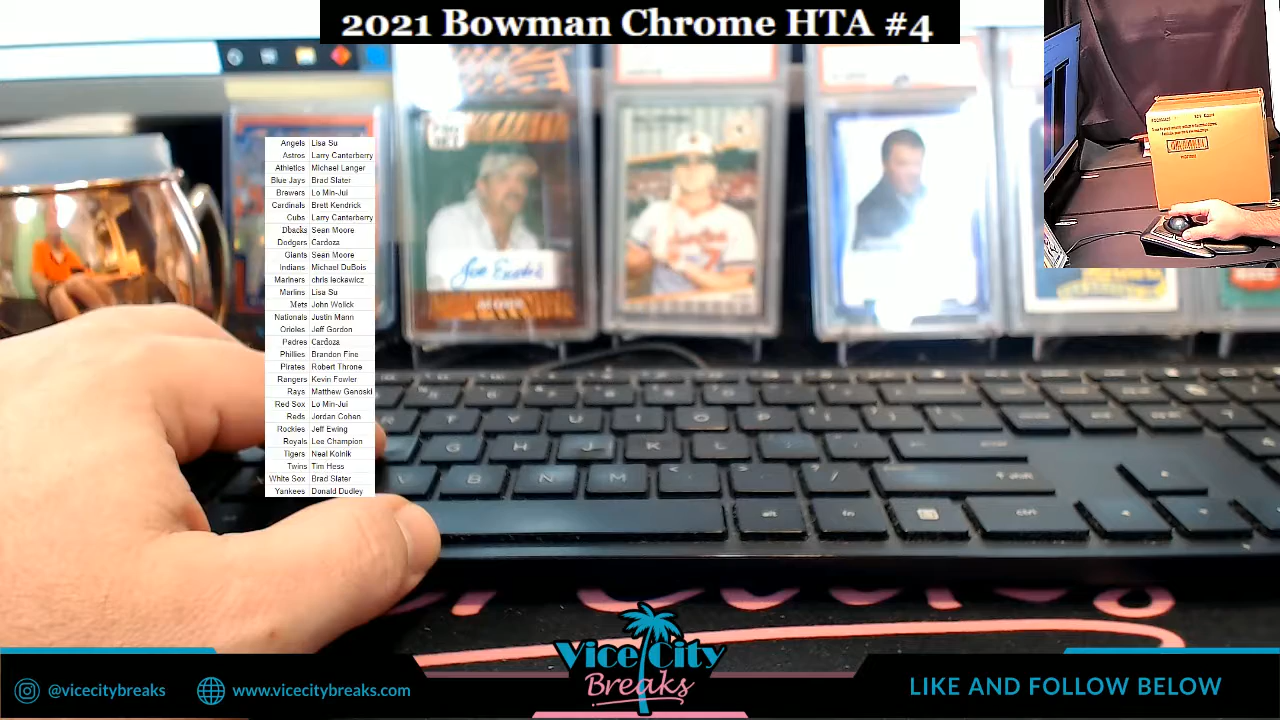 2021 Bowman Chrome HTA #4
Angels Lisa Su
Astros Larry Canterberry
Athletics Michael Langer
Blue Jays Brad Slater
Brewers Lo Min-Jui
Cardinals Brett Kendrick
Cubs Larry Canterberry
Dbacks Sean Moore
Dodgers Cardoza
Giants Sean Moore
Indians Michael DuBois
Mariners chris leckewicz
Marlins Lisa Su
Mets John Wolick
Nationals Justin Mann
Orioles Jeff Gordon
Padres Cardoza
Phillies Brandon Fine
Pirates Robert Throne
Rangers Kevin Fowler
Rays Matthew Genoski
Red Sox Lo Min-Jui
Reds Jordan Cohen
Rockies Jeff Ewing
Royals Lee Champion
Tigers Neal Kolnik
Twins Tim Hess
White Sox Brad Slater
Yankees Donald Dudley
T Y U I O P
G H J K L
B N M
alt fn ctrl
Vice City
Breaks
@vicecitybreaks
www.vicecitybreaks.com
LIKE AND FOLLOW BELOW